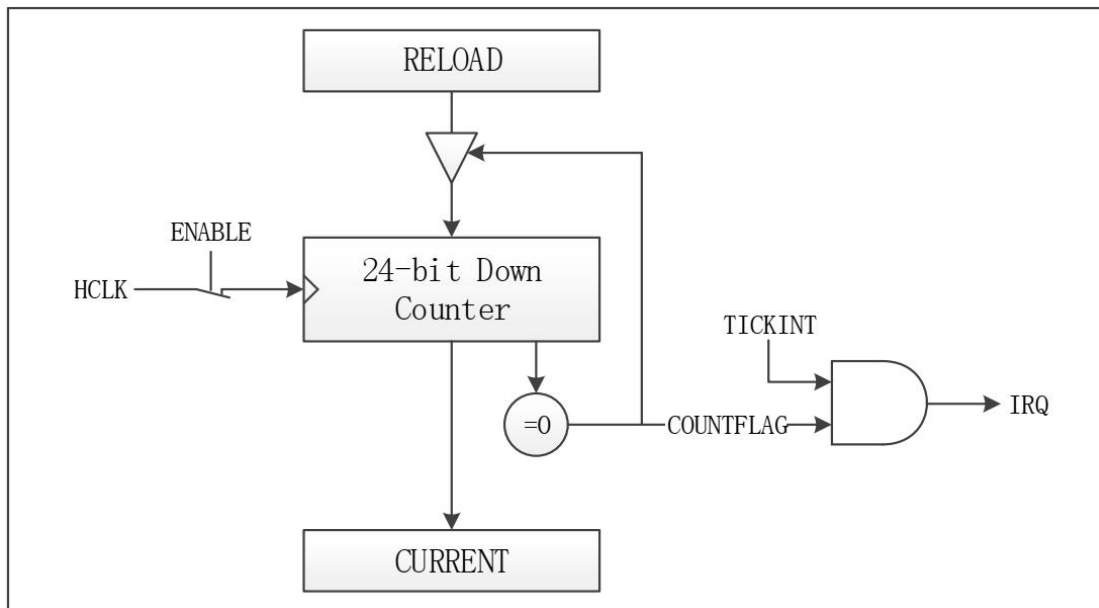 RELOAD
ENABLE
HCLK
24-bit Down
Counter
TICKINT
=0
COUNTFLAG
IRQ
CURRENT